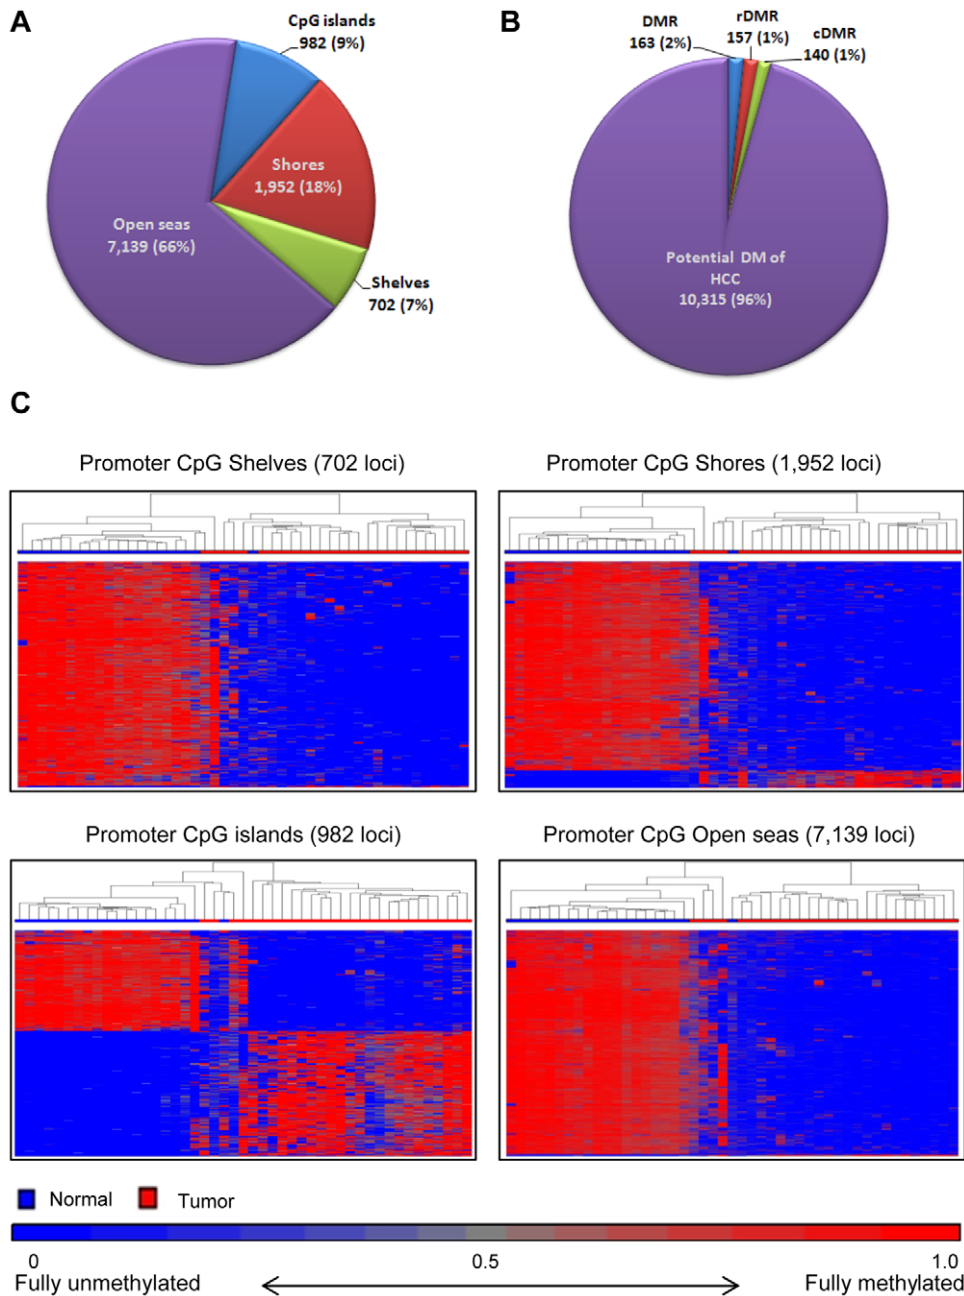 A
CpG islands
982 (9%)
Shores
1,952 (18%)
Open seas
7,139 (66%)
Shelves
702 (7%)
B
DMR
163 (2%)
rDMR
157 (1%)
cDMR
140 (1%)
Potential DM of
HCC
10,315 (96%)
C
Promoter CpG Shelves (702 loci)
Promoter CpG Shores (1,952 loci)
Promoter CpG islands (982 loci)
Promoter CpG Open seas (7,139 loci)
Normal
Tumor
0
0.5
1.0
Fully unmethylated
Fully methylated